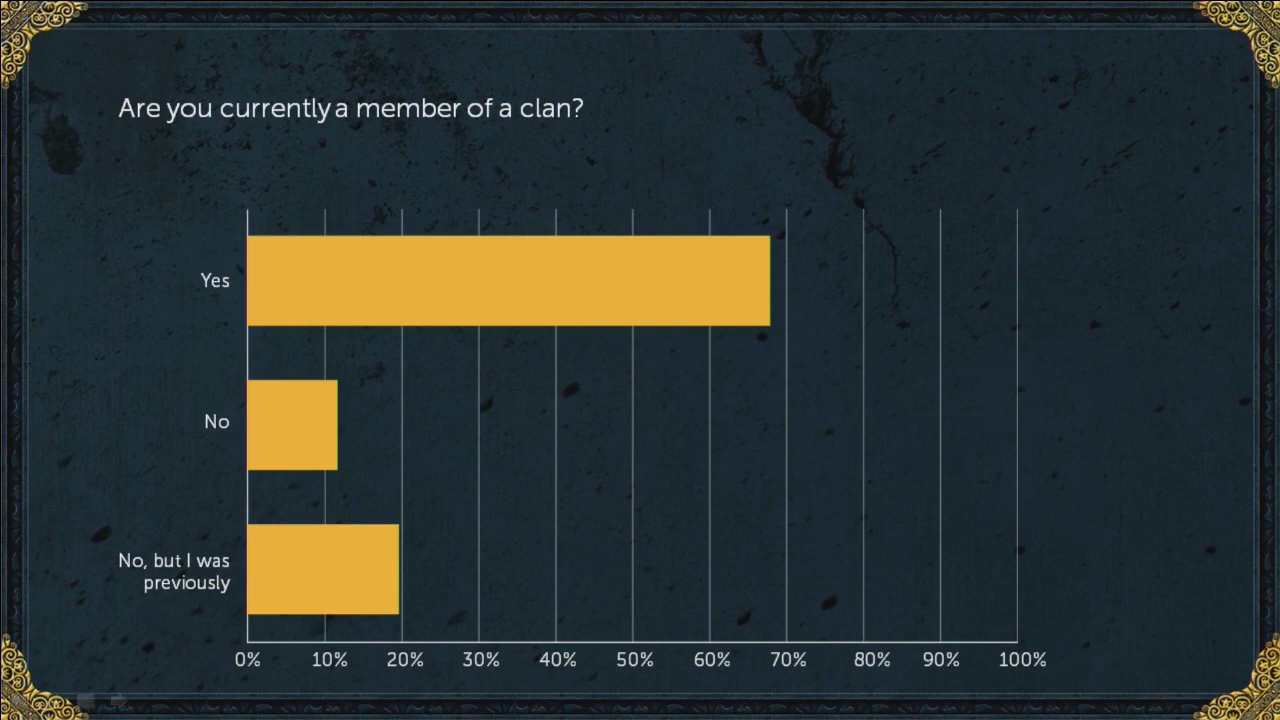 Are you currently a member of a clan?
Yes
No
No, but I was
previously
0% 10% 20% 30% 40% 50% 60% 70% 80% 90% 100%